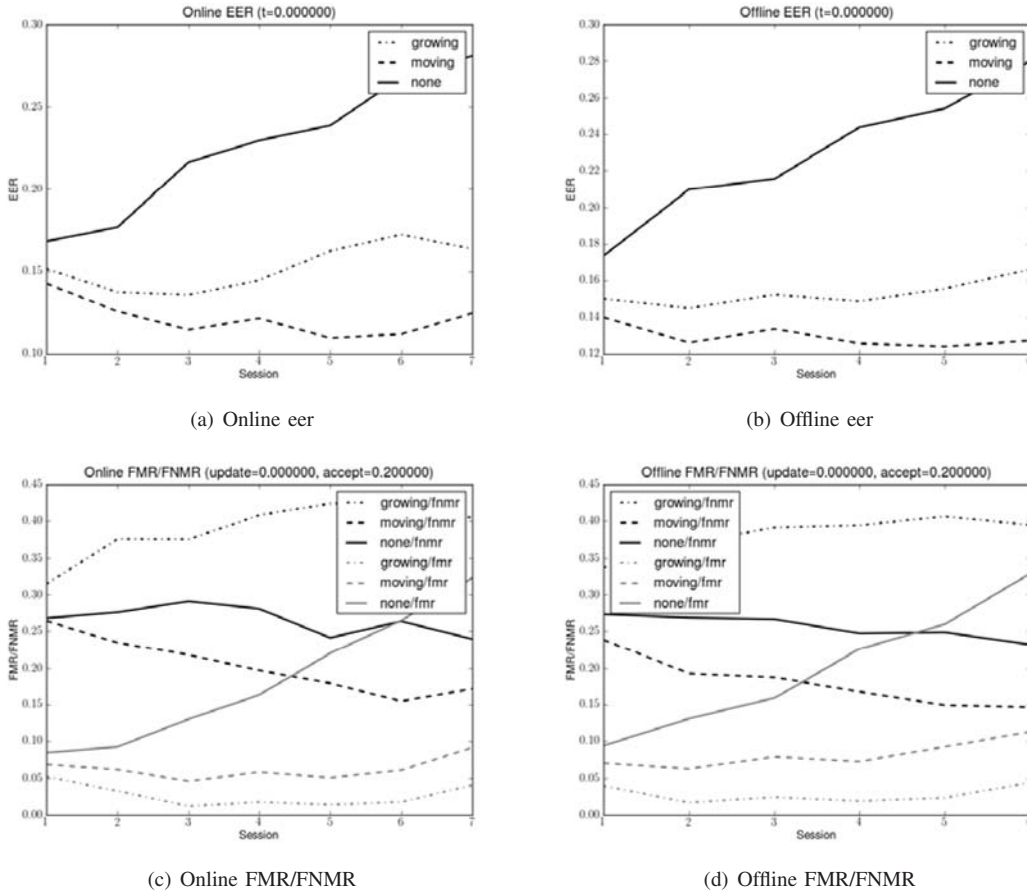 Online EER (t=0.000000)
0.30
0.25
0.20
0.15
0.10
EER
growing
moving
none
1 2 3 4 5 6 7
Session
(a) Online eer
Offline EER (t=0.000000)
0.30
0.28
0.26
0.24
0.22
0.20
0.18
0.16
0.14
0.12
EER
growing
moving
none
1 2 3 4 5
Session
(b) Offline eer
Online FMR/FNMR (update=0.000000, accept=0.200000)
0.45
0.40
0.35
0.30
0.25
0.20
0.15
0.10
0.05
0.00
FMR/FNMR
growing/fnmr
moving/fnmr
none/fnmr
growing/fmr
moving/fmr
none/fmr
1 2 3 4 5 6 7
Session
(c) Online FMR/FNMR
Offline FMR/FNMR (update=0.000000, accept=0.200000)
0.45
0.40
0.35
0.30
0.25
0.20
0.15
0.10
0.05
0.00
FMR/FNMR
growing/fnmr
moving/fnmr
none/fnmr
growing/fmr
moving/fmr
none/fmr
1 2 3 4 5
Session
(d) Offline FMR/FNMR